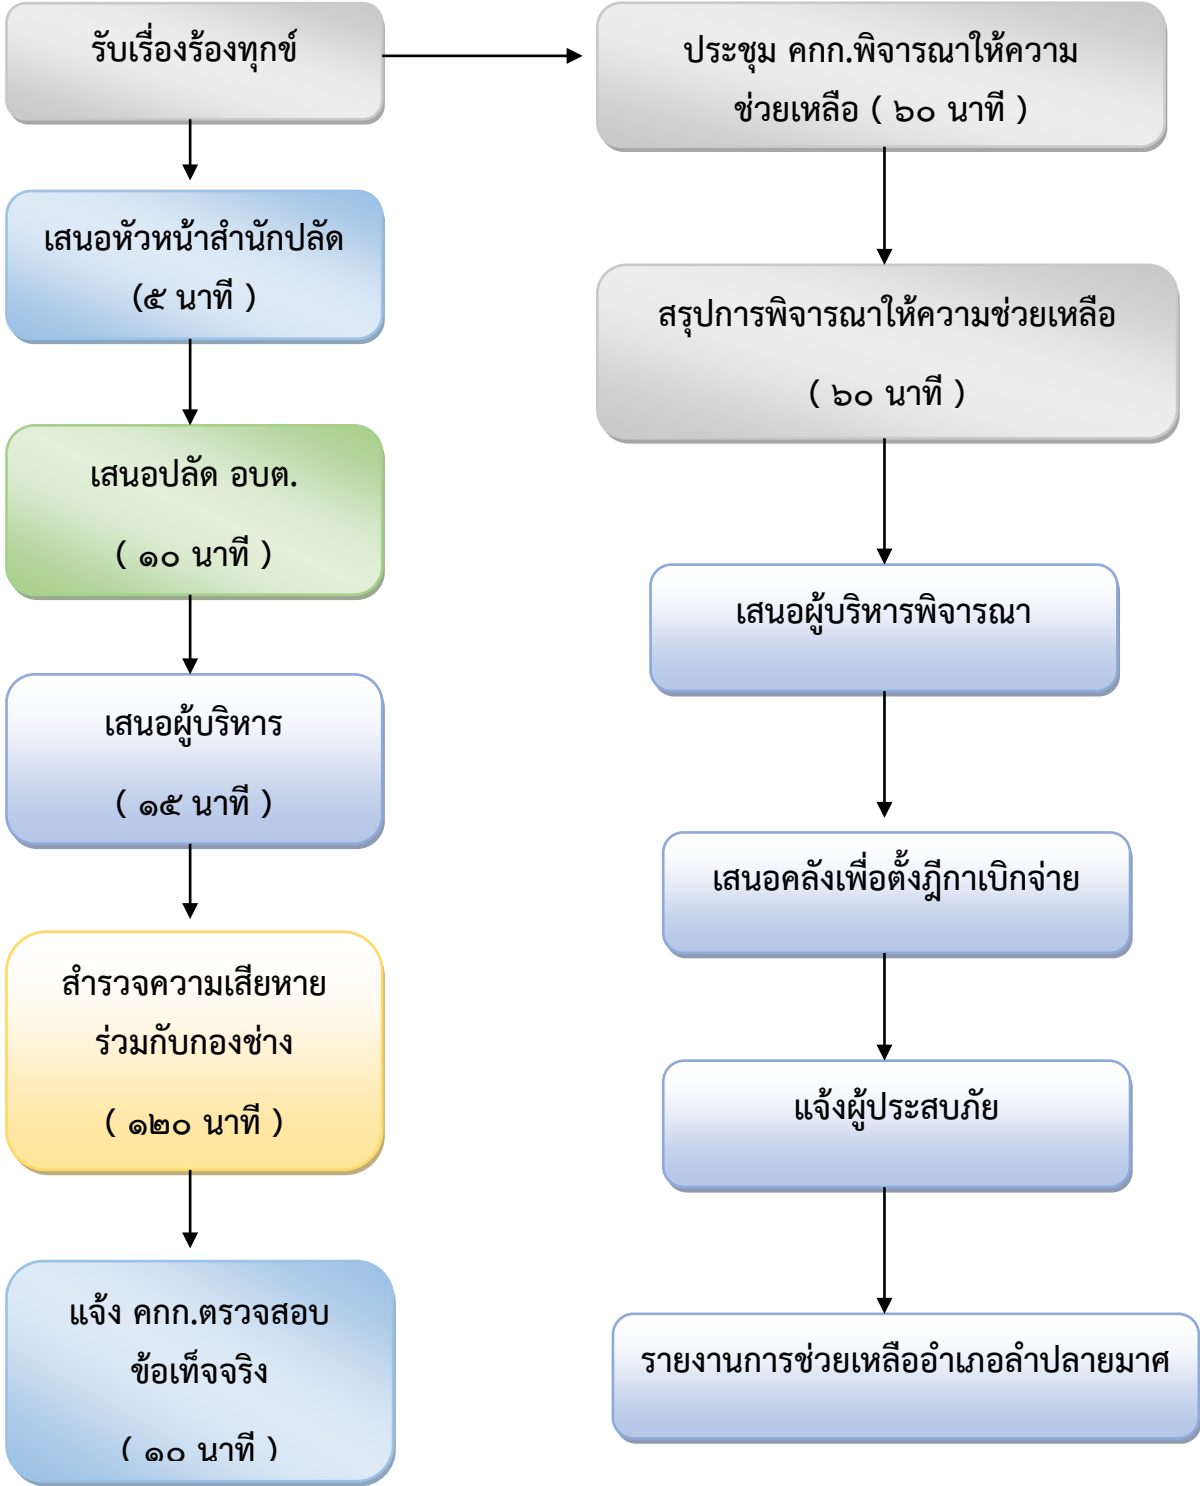 รับเรื่องร้องทุกข์
เสนอหัวหน้าสำนักปลัด
(๕ นาที )
เสนอปลัด อบต.
( ๑๐ นาที )
เสนอผู้บริหาร
( ๑๕ นาที )
สำรวจความเสียหาย
ร่วมกับกองช่าง
( ๑๒๐ นาที )
แจ้ง คกก.ตรวจสอบ
ข้อเท็จจริง
( ๑๐ นาที )
ประชุม คกก.พิจารณาให้ความ
ช่วยเหลือ ( ๖๐ นาที )
สรุปการพิจารณาให้ความช่วยเหลือ
( ๖๐ นาที )
เสนอผู้บริหารพิจารณา
เสนอคลังเพื่อตั้งฎีกาเบิกจ่าย
แจ้งผู้ประสบภัย
รายงานการช่วยเหลืออำเภอลำปลายมาศ